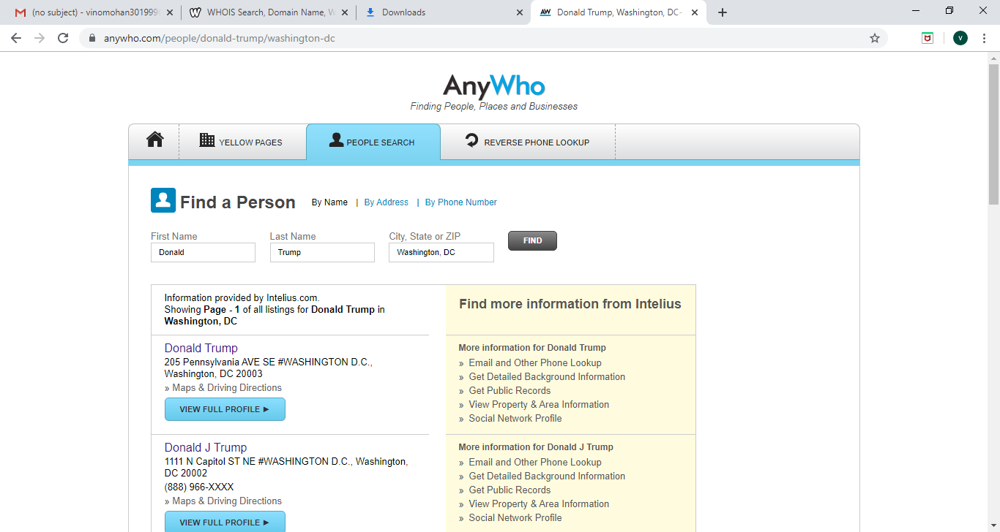 (no subject) - vinomohan301999
WHOIS Search, Domain Name, W
Downloads
Donald Trump, Washington, DC-
anywho.com/people/donald-trump/washington-dc
V
AnyWho
Finding People, Places and Businesses
YELLOW PAGES
PEOPLE SEARCH
REVERSE PHONE LOOKUP
Find a Person By Name | By Address | By Phone Number
First Name Last Name City, State or ZIP
Donald Trump Washington, DC FIND
Information provided by Intelius.com.
Showing Page - 1 of all listings for Donald Trump in
Washington, DC
Find more information from Intelius
Donald Trump
205 Pennsylvania AVE SE #WASHINGTON D.C.,
Washington, DC 20003
» Maps & Driving Directions
VIEW FULL PROFILE ►
More information for Donald Trump
» Email and Other Phone Lookup
» Get Detailed Background Information
» Get Public Records
» View Property & Area Information
» Social Network Profile
Donald J Trump
1111 N Capitol ST NE #WASHINGTON D.C., Washington,
DC 20002
(888) 966-XXXX
» Maps & Driving Directions
VIEW FULL PROFILE ►
More information for Donald J Trump
» Email and Other Phone Lookup
» Get Detailed Background Information
» Get Public Records
» View Property & Area Information
» Social Network Profile